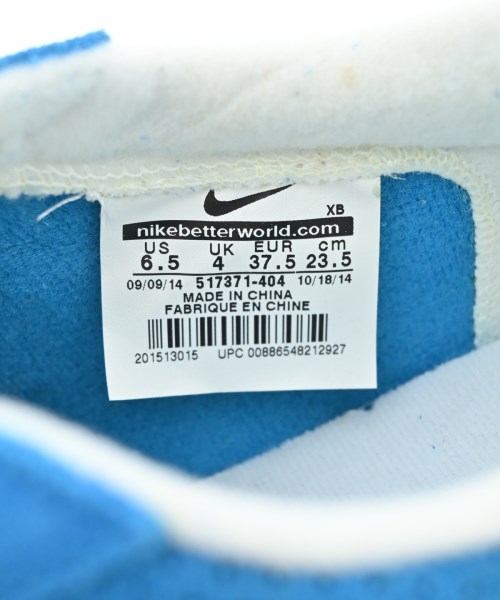 XB
nikebetterworld.com
US UK EUR cm
6.5 4 37.5 23.5
09/09/14 517371-404 10/18/14
MADE IN CHINA
FABRIQUE EN CHINE
201513015 UPC 00886548212927